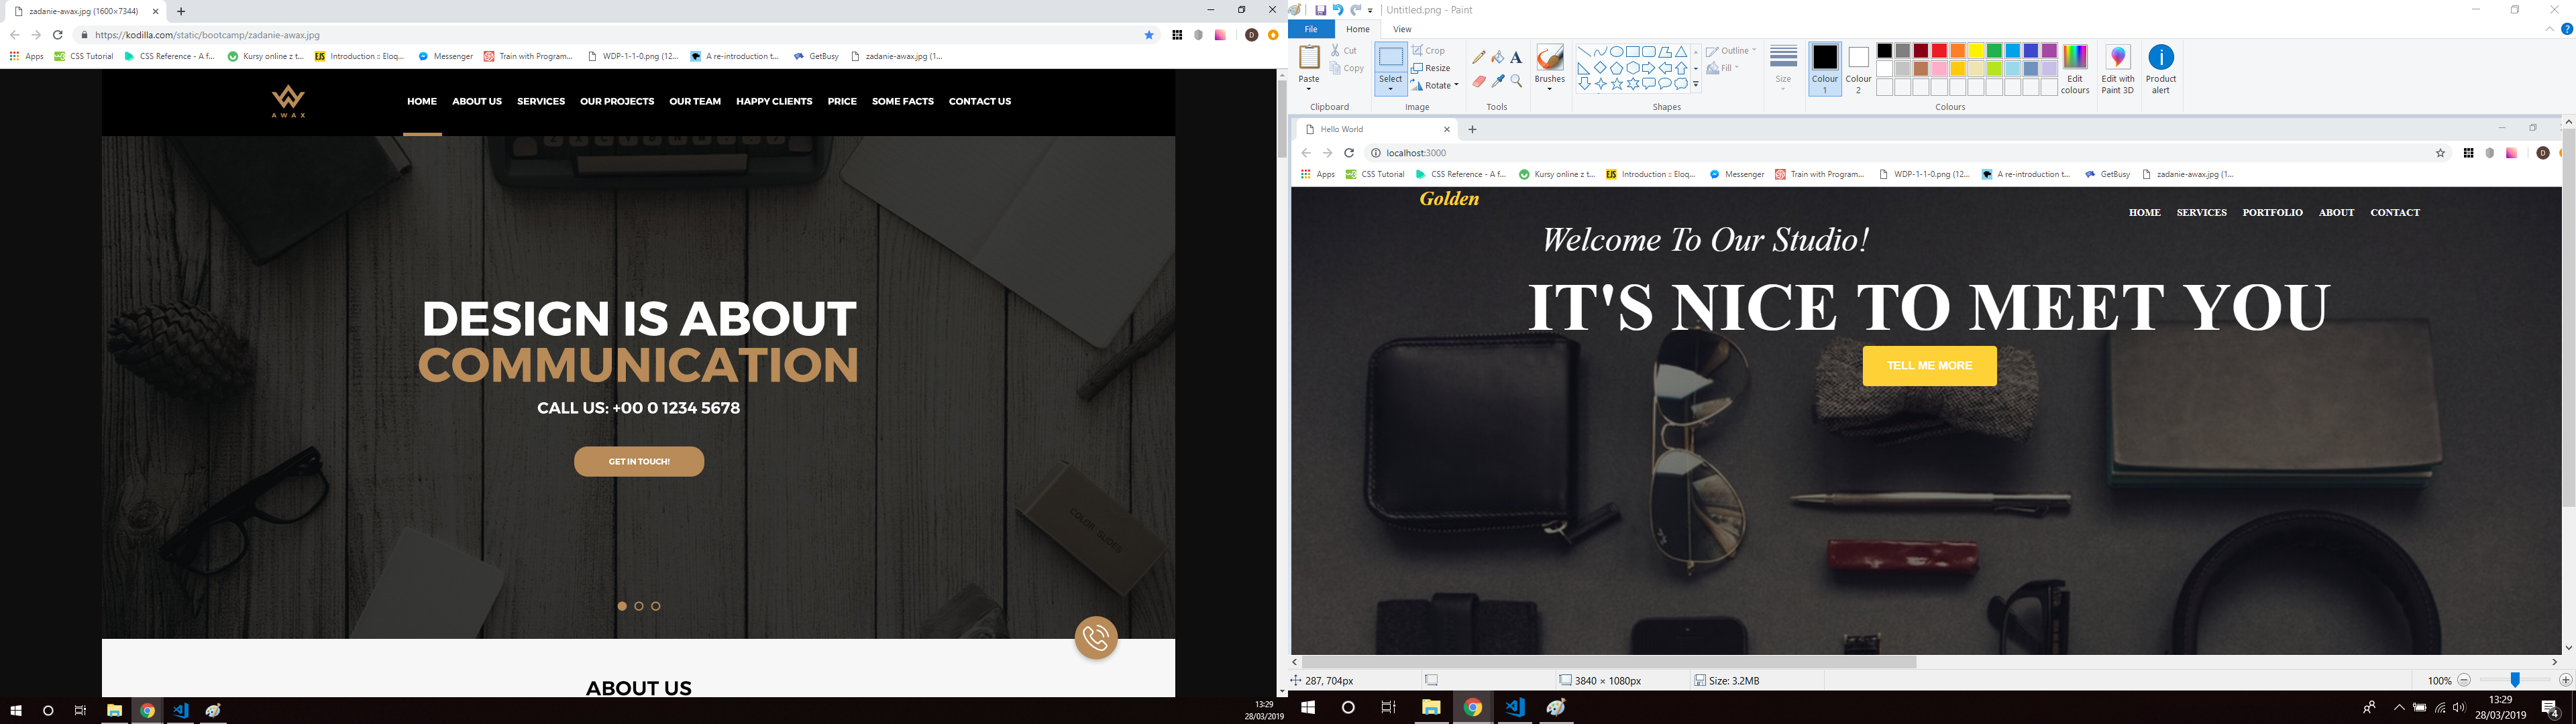 zadanie-awax.jpg (1600×7344)
https://kodilla.com/static/bootcamp/zadanie-awax.jpg
D
Apps CSS Tutorial CSS Reference - A f... Kursy online z t... Introduction :: Eloq... Messenger Train with Program... WDP-1-1-0.png (12... A re-introduction t... GetBusy zadanie-awax.jpg (1...
AWAX
HOME ABOUT US SERVICES OUR PROJECTS OUR TEAM HAPPY CLIENTS PRICE SOME FACTS CONTACT US
DESIGN IS ABOUT
COMMUNICATION
CALL US: +00 0 1234 5678
GET IN TOUCH!
COLOR SLIDES
ABOUT US
13:29
28/03/2019
Untitled.png - Paint
File Home View
Paste
Cut
Copy
Clipboard
Select
Crop
Resize
Rotate
Image
A
Tools
Brushes
Outline
Fill
Shapes
Size
Colour
1
Colour
2
Edit
colours
Colours
Edit with
Paint 3D
Product
alert
Hello World
localhost:3000
D
Apps CSS Tutorial CSS Reference - A f... Kursy online z t... Introduction :: Eloq... Messenger Train with Program... WDP-1-1-0.png (12... A re-introduction t... GetBusy zadanie-awax.jpg (1...
Golden
HOME SERVICES PORTFOLIO ABOUT CONTACT
Welcome To Our Studio!
IT'S NICE TO MEET YOU
TELL ME MORE
287, 704px
3840 × 1080px
Size: 3.2MB
100%
13:29
28/03/2019
4